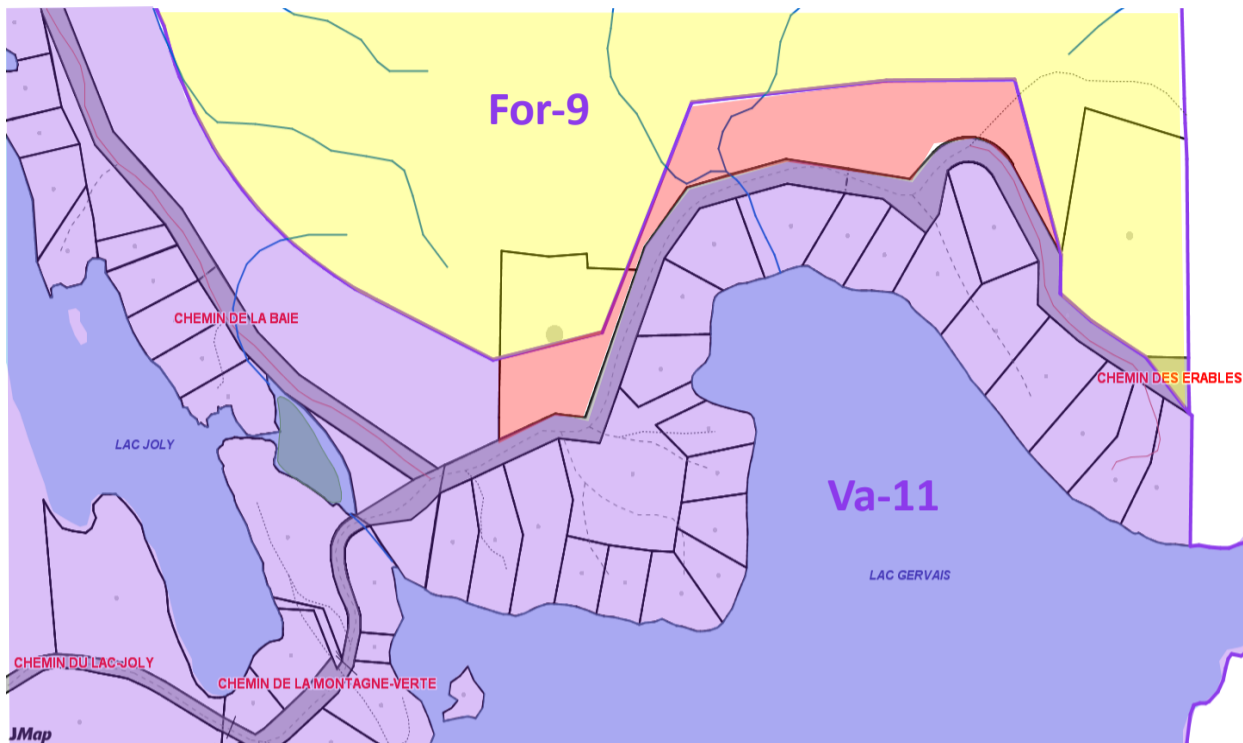 For-9
CHEMIN DE LA BAIE
CHEMIN DES ERABLES
LAC JOLY
Va-11
LAC GERVAIS
CHEMIN DU LAC-JOLY
CHEMIN DE LA MONTAGNE-VERTE
JMap